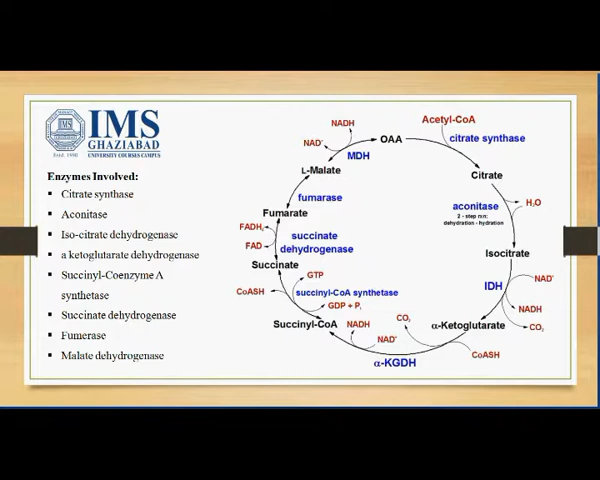 IMS
GHAZIABAD
UNIVERSITY COURSES CAMPUS
Estd. 1990
Enzymes Involved:
Citrate synthase
Aconitase
Iso-citrate dehydrogenase
a ketoglutarate dehydrogenase
Succinyl-Coenzyme A
synthetase
Succinate dehydrogenase
Fumerase
Malate dehydrogenase
Acetyl-CoA
OAA
citrate synthase
Citrate
aconitase
2 - step rxn:
dehydration - hydration
H₂O
Isocitrate
IDH
NAD⁺
NADH
CO₂
α-Ketoglutarate
CoASH
CO₂
α-KGDH
NAD⁺
NADH
Succinyl-CoA
succinyl-CoA synthetase
GDP + Pᵢ
GTP
CoASH
Succinate
succinate
dehydrogenase
FAD
FADH₂
Fumarate
fumarase
L-Malate
MDH
NAD⁺
NADH